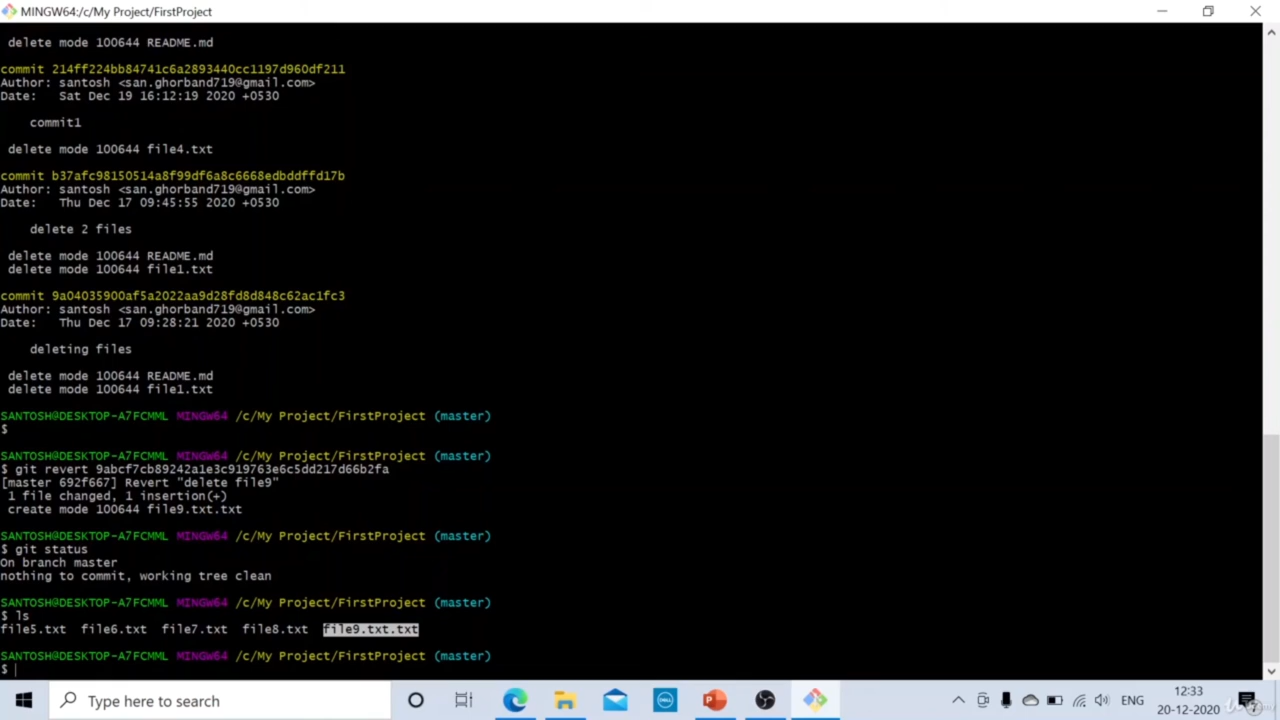 MINGW64:/c/My Project/FirstProject
delete mode 100644 README.md
commit 214ff224bb84741c6a2893440cc1197d960df211
Author: santosh <san.ghorband719@gmail.com>
Date:   Sat Dec 19 16:12:19 2020 +0530
commit1
delete mode 100644 file4.txt
commit b37afc98150514a8f99df6a8c6668edbddffd17b
Author: santosh <san.ghorband719@gmail.com>
Date:   Thu Dec 17 09:45:55 2020 +0530
delete 2 files
delete mode 100644 README.md
delete mode 100644 file1.txt
commit 9a04035900af5a2022aa9d28fd8d848c62ac1fc3
Author: santosh <san.ghorband719@gmail.com>
Date:   Thu Dec 17 09:28:21 2020 +0530
deleting files
delete mode 100644 README.md
delete mode 100644 file1.txt
SANTOSH@DESKTOP-A7FCMML MINGW64 /c/My Project/FirstProject (master)
$
SANTOSH@DESKTOP-A7FCMML MINGW64 /c/My Project/FirstProject (master)
$ git revert 9abcf7cb89242a1e3c919763e6c5dd217d66b2fa
[master 692f667] Revert "delete file9"
1 file changed, 1 insertion(+)
create mode 100644 file9.txt.txt
SANTOSH@DESKTOP-A7FCMML MINGW64 /c/My Project/FirstProject (master)
$ git status
On branch master
nothing to commit, working tree clean
SANTOSH@DESKTOP-A7FCMML MINGW64 /c/My Project/FirstProject (master)
$ ls
file5.txt  file6.txt  file7.txt  file8.txt  file9.txt.txt
SANTOSH@DESKTOP-A7FCMML MINGW64 /c/My Project/FirstProject (master)
$
Type here to search
DELL
ENG
12:33
20-12-2020